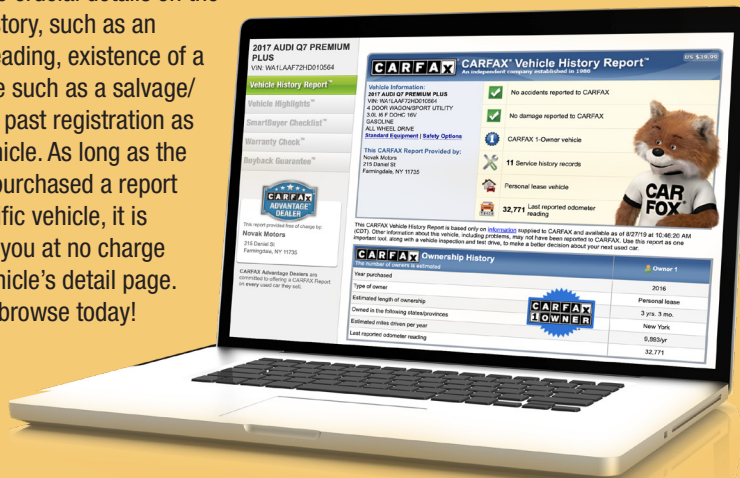 crucial details on the
story, such as an
eading, existence of a
e such as a salvage/
past registration as
hicle. As long as the
purchased a report
ific vehicle, it is
you at no charge
hicle's detail page.
browse today!
2017 AUDI Q7 PREMIUM
PLUS
VIN: WA1LAAF72HD010564
Vehicle History Report™
Vehicle Highlights™
SmartBuyer Checklist™
Warranty Check™
Buyback Guarantee™
CARFAX
ADVANTAGE
DEALER
This report provided free of charge by:
Novak Motors
215 Daniel St
Farmingdale, NY 11735
CARFAX Advantage Dealers are
committed to offering a CARFAX Report
on every used car they sell.
CARFAX CARFAX® Vehicle History Report™
An independent company established in 1986
US $39.99
Vehicle Information:
2017 AUDI Q7 PREMIUM PLUS
VIN: WA1LAAF72HD010564
4 DOOR WAGON/SPORT UTILITY
3.0L I6 F DOHC 16V
GASOLINE
ALL WHEEL DRIVE
Standard Equipment | Safety Options
This CARFAX Report Provided by:
Novak Motors
215 Daniel St
Farmingdale, NY 11735
No accidents reported to CARFAX
No damage reported to CARFAX
CARFAX 1-Owner vehicle
11 Service history records
Personal lease vehicle
32,771 Last reported odometer
reading
CAR
FOX
This CARFAX Vehicle History Report is based only on information supplied to CARFAX and available as of 8/27/19 at 10:46:20 AM
(CDT). Other information about this vehicle, including problems, may not have been reported to CARFAX. Use this report as one
important tool, along with a vehicle inspection and test drive, to make a better decision about your next used car.
CARFAX Ownership History
The number of owners is estimated
Owner 1
Year purchased 2016
Type of owner Personal lease
Estimated length of ownership 3 yrs. 3 mo.
Owned in the following states/provinces New York
Estimated miles driven per year 9,883/yr
Last reported odometer reading 32,771
CARFAX
1 OWNER